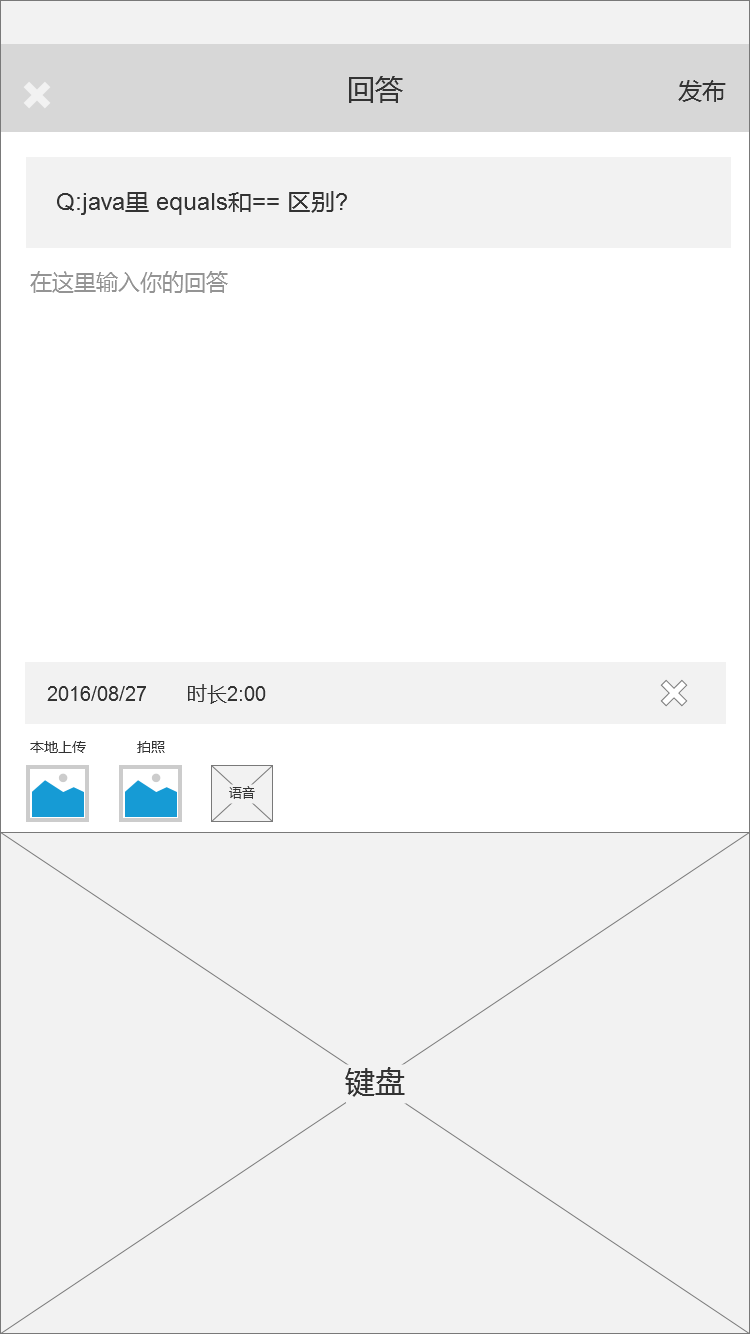 回答
发布
Q:java里 equals和== 区别?
在这里输入你的回答
2016/08/27 时长2:00
本地上传 拍照
语音
键盘